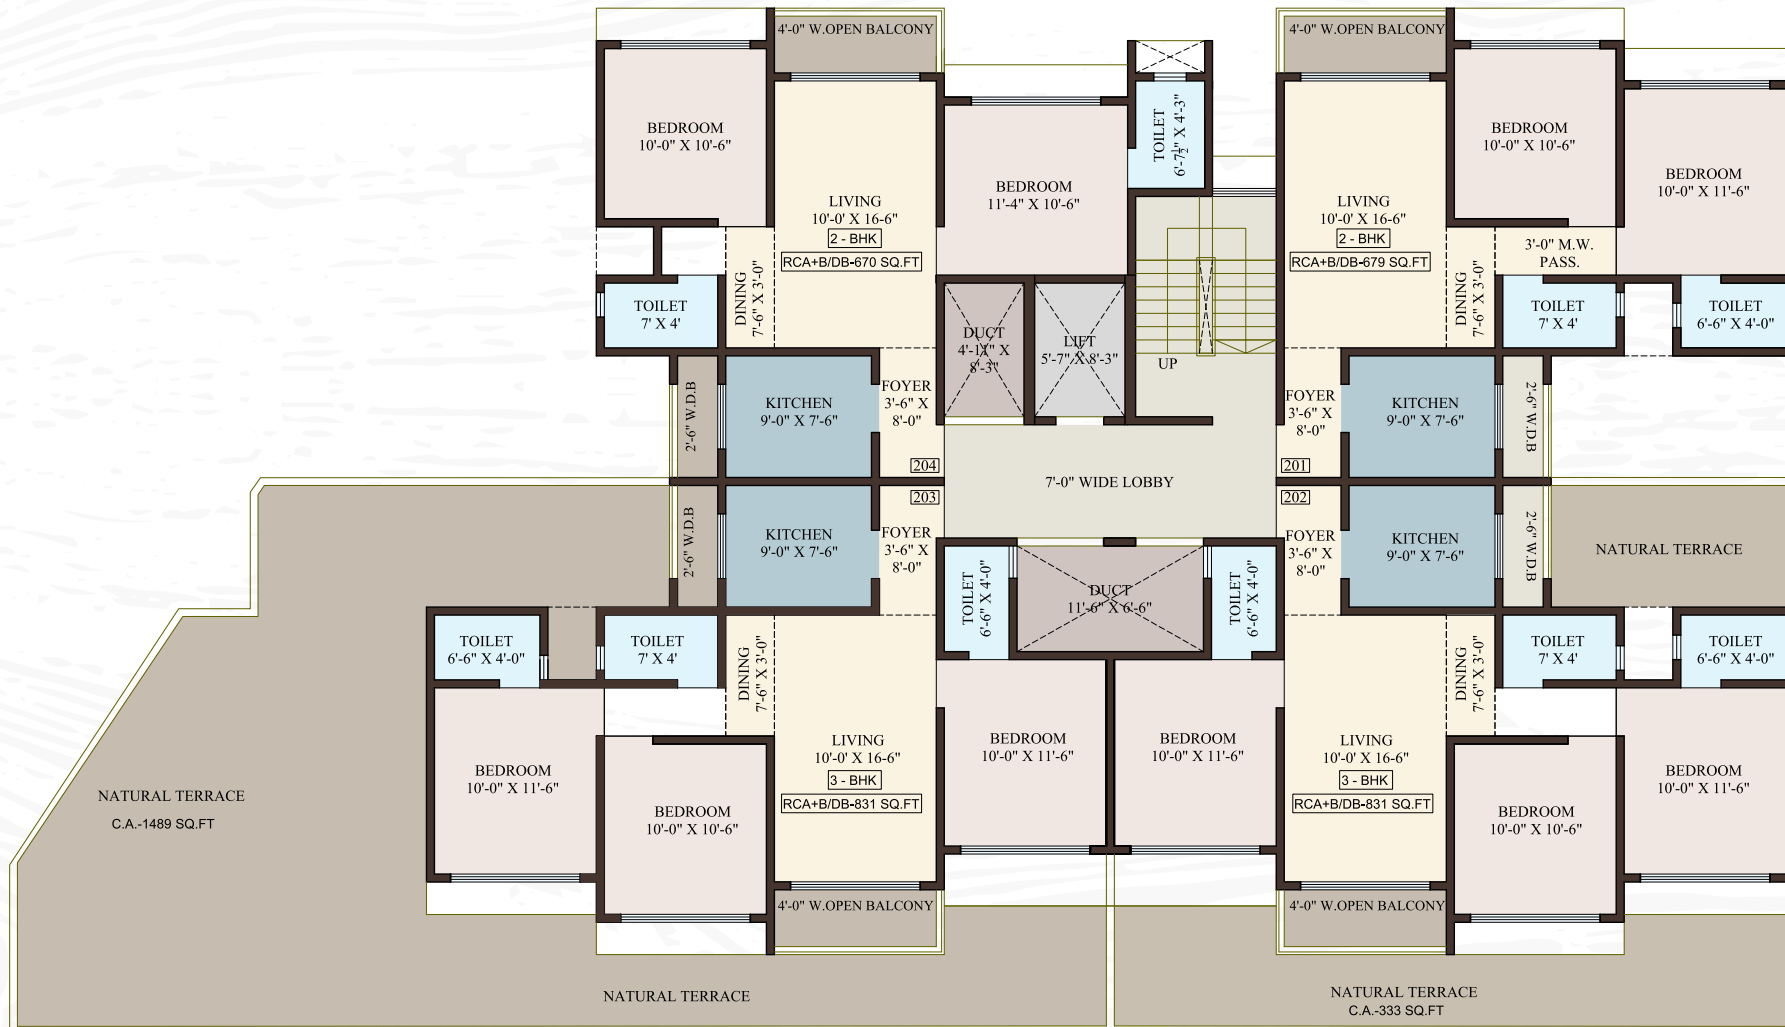 4'-0" W.OPEN BALCONY
4'-0" W.OPEN BALCONY
BEDROOM
10'-0" X 10'-6"
TOILET
6'-7½" X 4'-3"
BEDROOM
10'-0" X 10'-6"
BEDROOM
10'-0" X 11'-6"
BEDROOM
11'-4" X 10'-6"
LIVING
10'-0' X 16-6"
2 - BHK
RCA+B/DB-670 SQ.FT
LIVING
10'-0' X 16-6"
2 - BHK
RCA+B/DB-679 SQ.FT
3'-0" M.W.
PASS.
TOILET
7' X 4'
DINING
7'-6" X 3'-0"
DUCT
4'-11" X
8'-3"
LIFT
5'-7" X 8'-3"
UP
DINING
7'-6" X 3'-0"
TOILET
7' X 4'
TOILET
6'-6" X 4'-0"
2'-6" W.D.B
KITCHEN
9'-0" X 7'-6"
FOYER
3'-6" X
8'-0"
FOYER
3'-6" X
8'-0"
KITCHEN
9'-0" X 7'-6"
2'-6" W.D.B
204
201
7'-0" WIDE LOBBY
203
202
2'-6" W.D.B
KITCHEN
9'-0" X 7'-6"
FOYER
3'-6" X
8'-0"
FOYER
3'-6" X
8'-0"
KITCHEN
9'-0" X 7'-6"
2'-6" W.D.B
NATURAL TERRACE
TOILET
6'-6" X 4'-0"
DUCT
11'-6" X 6'-6"
TOILET
6'-6" X 4'-0"
TOILET
6'-6" X 4'-0"
TOILET
7' X 4'
DINING
7'-6" X 3'-0"
DINING
7'-6" X 3'-0"
TOILET
7' X 4'
TOILET
6'-6" X 4'-0"
LIVING
10'-0' X 16-6"
3 - BHK
RCA+B/DB-831 SQ.FT
BEDROOM
10'-0" X 11'-6"
BEDROOM
10'-0" X 11'-6"
LIVING
10'-0' X 16-6"
3 - BHK
RCA+B/DB-831 SQ.FT
BEDROOM
10'-0" X 11'-6"
BEDROOM
10'-0" X 11'-6"
NATURAL TERRACE
C.A.-1489 SQ.FT
BEDROOM
10'-0" X 10'-6"
BEDROOM
10'-0" X 10'-6"
4'-0" W.OPEN BALCONY
4'-0" W.OPEN BALCONY
NATURAL TERRACE
NATURAL TERRACE
C.A.-333 SQ.FT